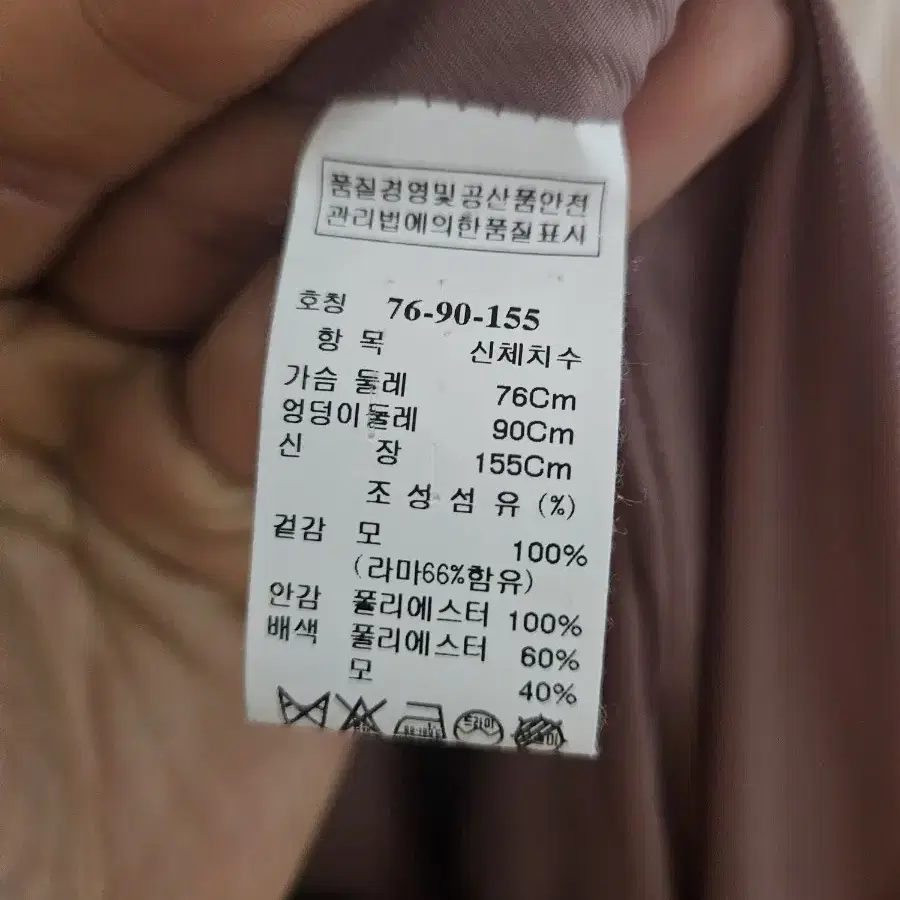 품질경영및공산품안전
관리법에의한품질표시
호칭 76-90-155
항 목 신체치수
가슴 둘레 76Cm
엉덩이둘레 90Cm
신 장 155Cm
조 성 섬 유 (%)
겉감 모 100%
(라마66%함유)
안감 폴리에스터 100%
배색 폴리에스터 60%
모 40%
드라이